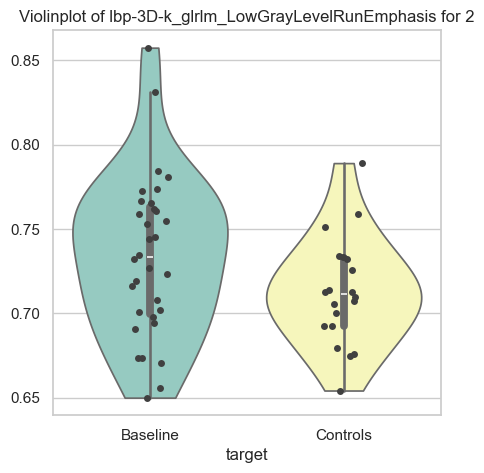 Violinplot of lbp-3D-k_glrlm_LowGrayLevelRunEmphasis for 2
0.85
0.80
0.75
0.70
0.65
Baseline
Controls
target